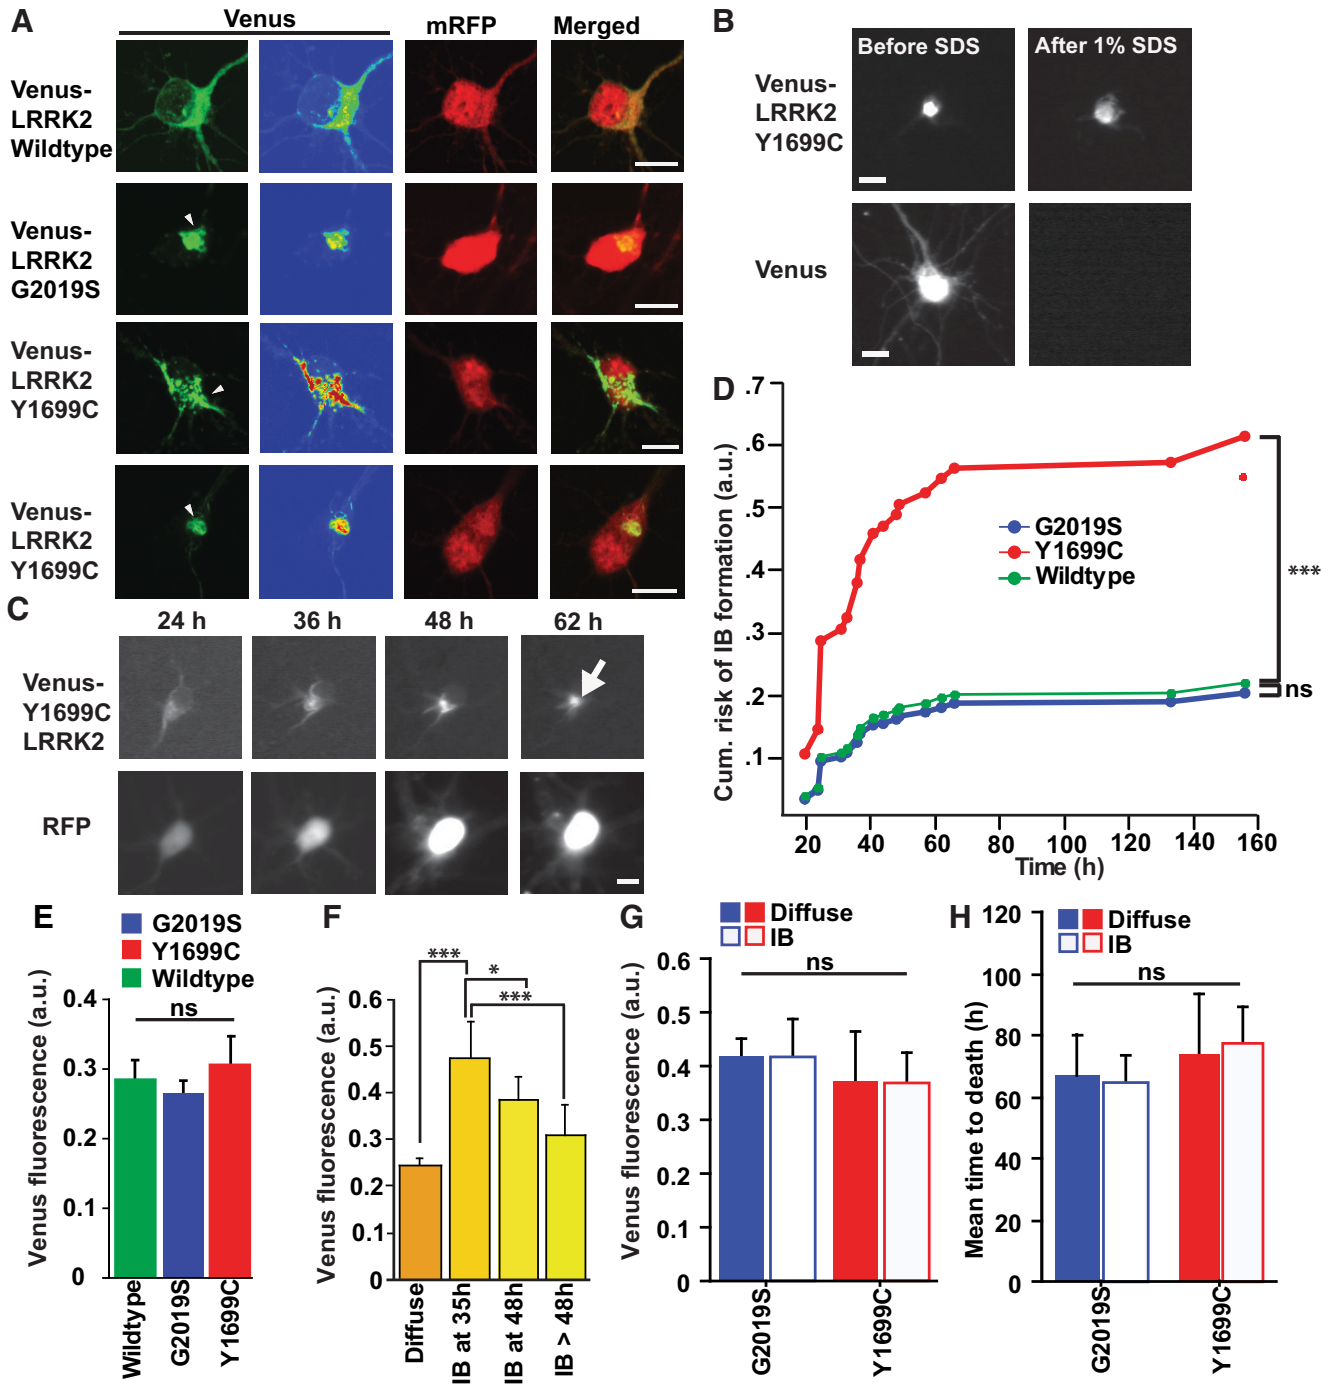 A
Venus
mRFP
Merged
Venus-
LRRK2
Wildtype
Venus-
LRRK2
G2019S
Venus-
LRRK2
Y1699C
Venus-
LRRK2
Y1699C
B
Before SDS
After 1% SDS
Venus-
LRRK2
Y1699C
Venus
C
24 h
36 h
48 h
62 h
Venus-
Y1699C
LRRK2
RFP
D
Cum. risk of IB formation (a.u.)
.7
.6
.5
.4
.3
.2
.1
20 40 60 80 100 120 140 160
Time (h)
G2019S
Y1699C
Wildtype
***
ns
E
G2019S
Y1699C
Wildtype
ns
Venus fluorescence (a.u.)
0.4
0.3
0.2
0.1
0
Wildtype
G2019S
Y1699C
F
***
*
***
Venus fluorescence (a.u.)
0.6
0.5
0.4
0.3
0.2
0.1
0
Diffuse
IB at 35h
IB at 48h
IB > 48h
G
Diffuse
IB
ns
Venus fluorescence (a.u.)
0.6
0.5
0.4
0.3
0.2
0.1
0
G2019S
Y1699C
H
Diffuse
IB
ns
Mean time to death (h)
120
100
80
60
40
20
0
G2019S
Y1699C